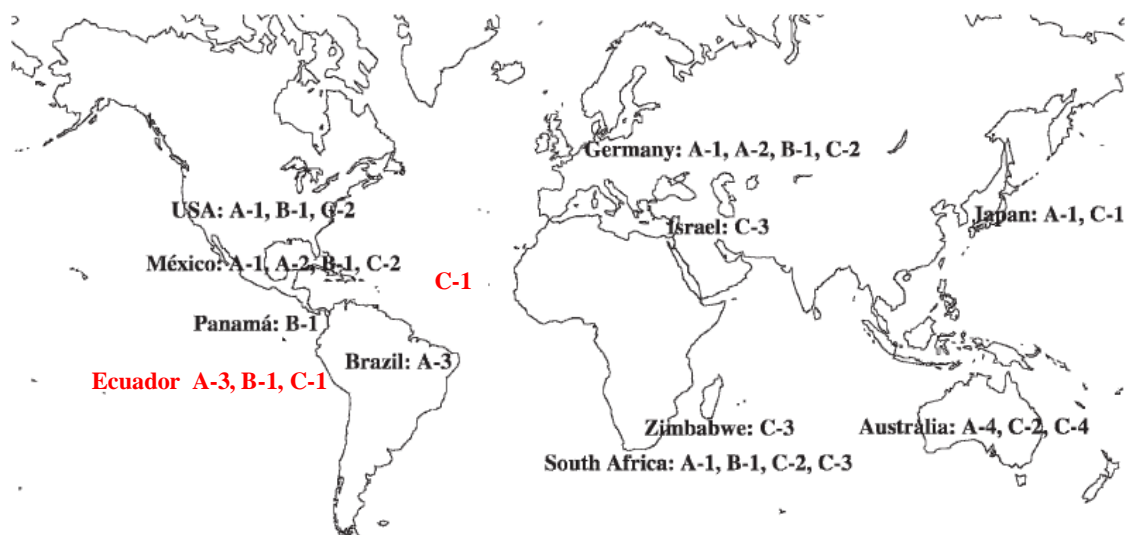 Germany: A-1, A-2, B-1, C-2
USA: A-1, B-1, C-2
Japan: A-1, C-1
Israel: C-3
México: A-1, A-2, B-1, C-2
C-1
Panamá: B-1
Brazil: A-3
Ecuador A-3, B-1, C-1
Zimbabwe: C-3
Australia: A-4, C-2, C-4
South Africa: A-1, B-1, C-2, C-3